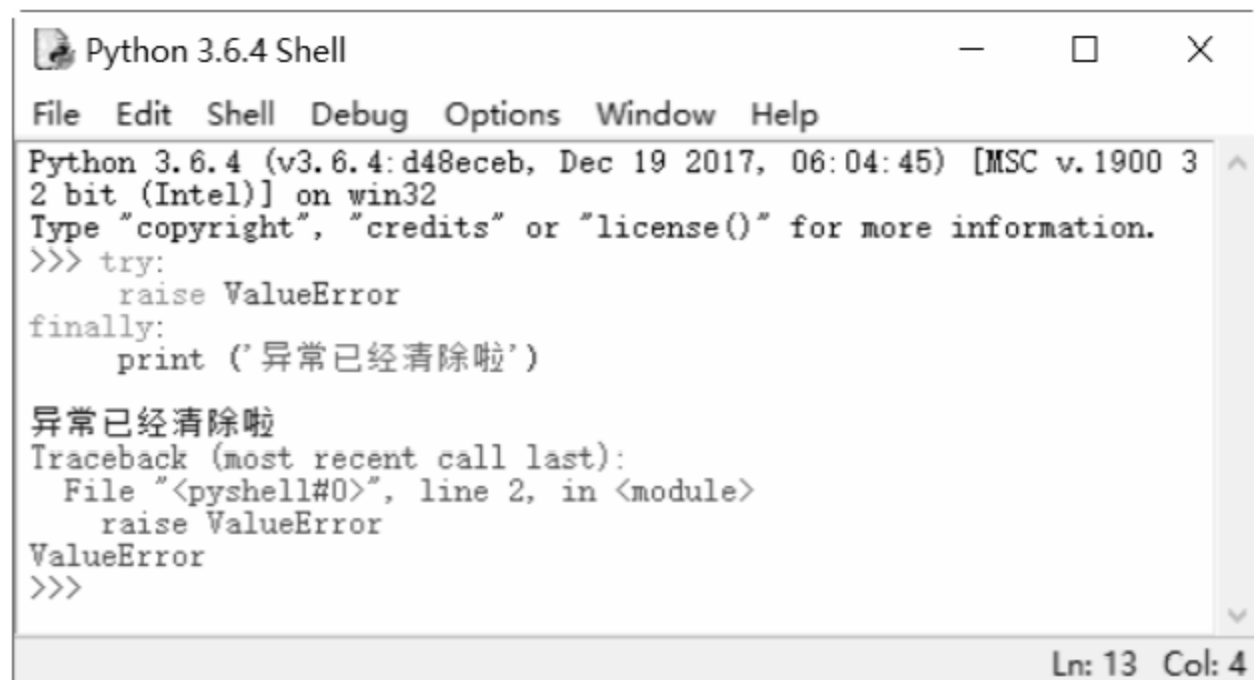 Python 3.6.4 Shell
File Edit Shell Debug Options Window Help
Python 3.6.4 (v3.6.4:d48eceb, Dec 19 2017, 06:04:45) [MSC v.1900 3
2 bit (Intel)] on win32
Type "copyright", "credits" or "license()" for more information.
>>> try:
     raise ValueError
finally:
     print ('异常已经清除啦')

异常已经清除啦
Traceback (most recent call last):
  File "<pyshell#0>", line 2, in <module>
    raise ValueError
ValueError
>>>
Ln: 13 Col: 4